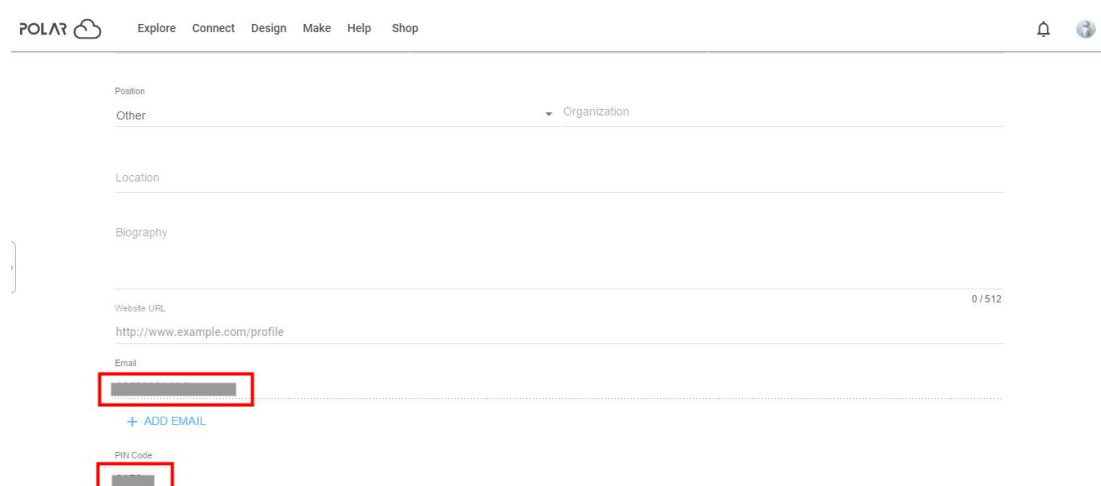 POLAR Explore Connect Design Make Help Shop
Position
Other Organization
Location
Biography
0 / 512
Website URL
http://www.example.com/profile
Email
+ ADD EMAIL
PIN Code